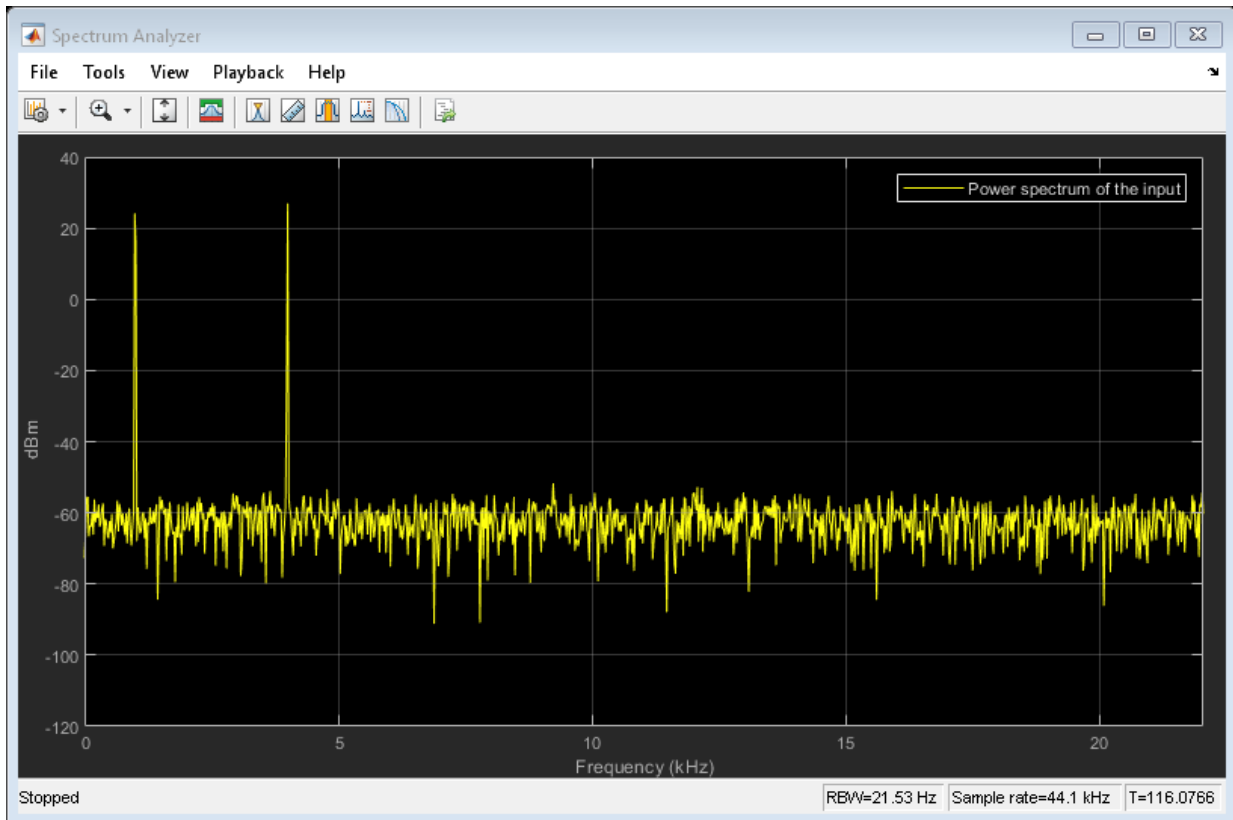 Spectrum Analyzer
File Tools View Playback Help
40
20
0
-20
-40
-60
-80
-100
-120
dBm
Power spectrum of the input
0 5 10 15 20
Frequency (kHz)
Stopped RBW=21.53 Hz Sample rate=44.1 kHz T=116.0766